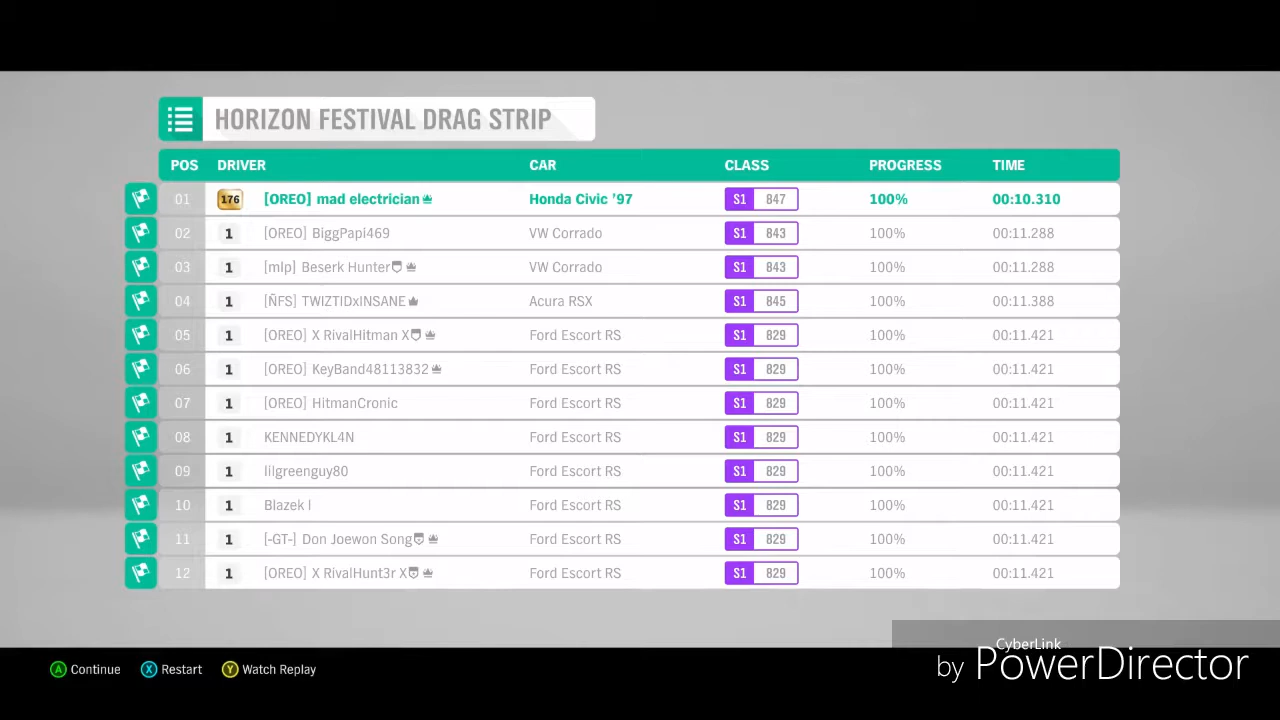 HORIZON FESTIVAL DRAG STRIP
POS DRIVER CAR CLASS PROGRESS TIME
01 176 [OREO] mad electrician Honda Civic '97 S1 847 100% 00:10.310
02 1 [OREO] BiggPapi469 VW Corrado S1 843 100% 00:11.288
03 1 [mlp] Beserk Hunter VW Corrado S1 843 100% 00:11.288
04 1 [ÑFS] TWIZTIDxINSANE Acura RSX S1 845 100% 00:11.388
05 1 [OREO] X RivalHitman X Ford Escort RS S1 829 100% 00:11.421
06 1 [OREO] KeyBand48113832 Ford Escort RS S1 829 100% 00:11.421
07 1 [OREO] HitmanCronic Ford Escort RS S1 829 100% 00:11.421
08 1 KENNEDYKL4N Ford Escort RS S1 829 100% 00:11.421
09 1 lilgreenguy80 Ford Escort RS S1 829 100% 00:11.421
10 1 Blazek l Ford Escort RS S1 829 100% 00:11.421
11 1 [-GT-] Don Joewon Song Ford Escort RS S1 829 100% 00:11.421
12 1 [OREO] X RivalHunt3r X Ford Escort RS S1 829 100% 00:11.421
A Continue X Restart Y Watch Replay
CyberLink
by PowerDirector